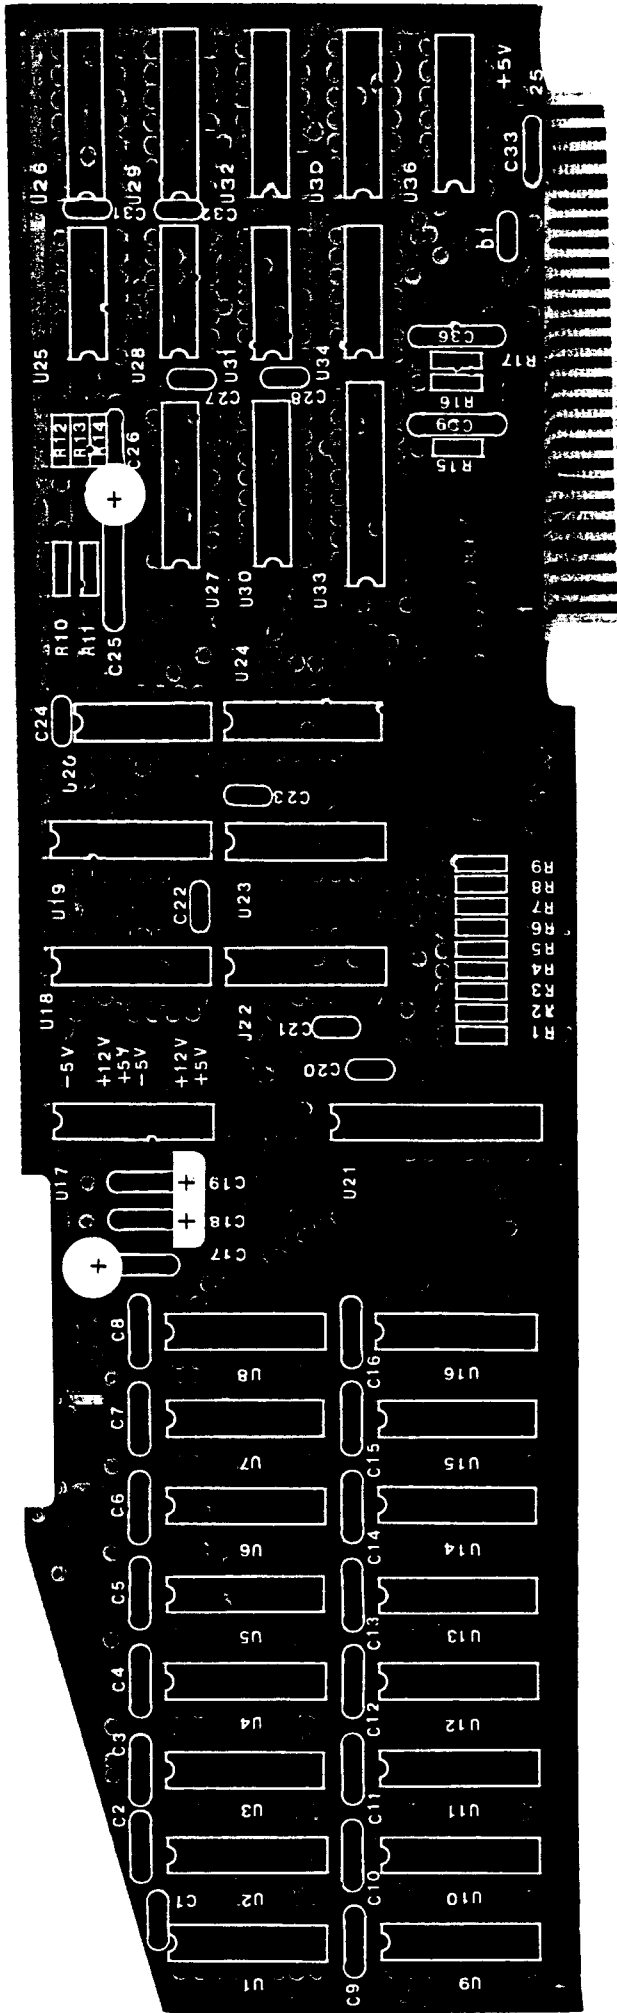 +5V
25
U26
U29
U32
U30
U36
C33
C31
C32
b1
U25
U28
U31
U34
C27
C28
C36
R17
R16
C39
R15
R12
R13
R14
C26
+
U27
U30
U33
R10
R11
C25
U24
C24
U20
C23
U19
C22
U23
R9
R8
R7
R6
R5
R4
R3
R2
R1
U18
J22
C21
C20
-5V
+12V
+5V
-5V
+12V
+5V
U17
U21
+
C19
+
C18
+
C17
C8
U8
C16
U16
C7
U7
C15
U15
C6
U6
C14
U14
C5
U5
C13
U13
C4
U4
C12
U12
C3
U3
C11
U11
C2
U2
C10
U10
C1
U1
C9
U9